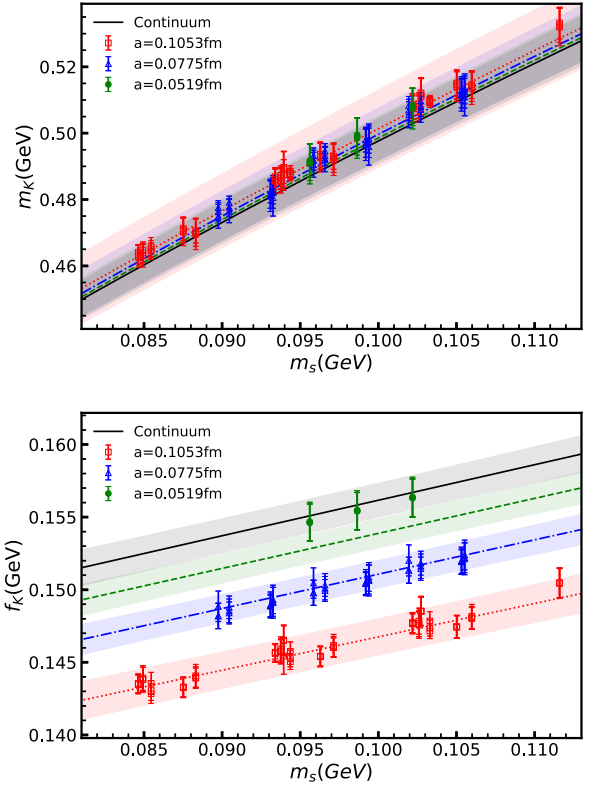 Continuum
a=0.1053fm
a=0.0775fm
a=0.0519fm
m_K(GeV)
0.52
0.50
0.48
0.46
0.085 0.090 0.095 0.100 0.105 0.110
m_s(GeV)
Continuum
a=0.1053fm
a=0.0775fm
a=0.0519fm
f_K(GeV)
0.160
0.155
0.150
0.145
0.140
0.085 0.090 0.095 0.100 0.105 0.110
m_s(GeV)